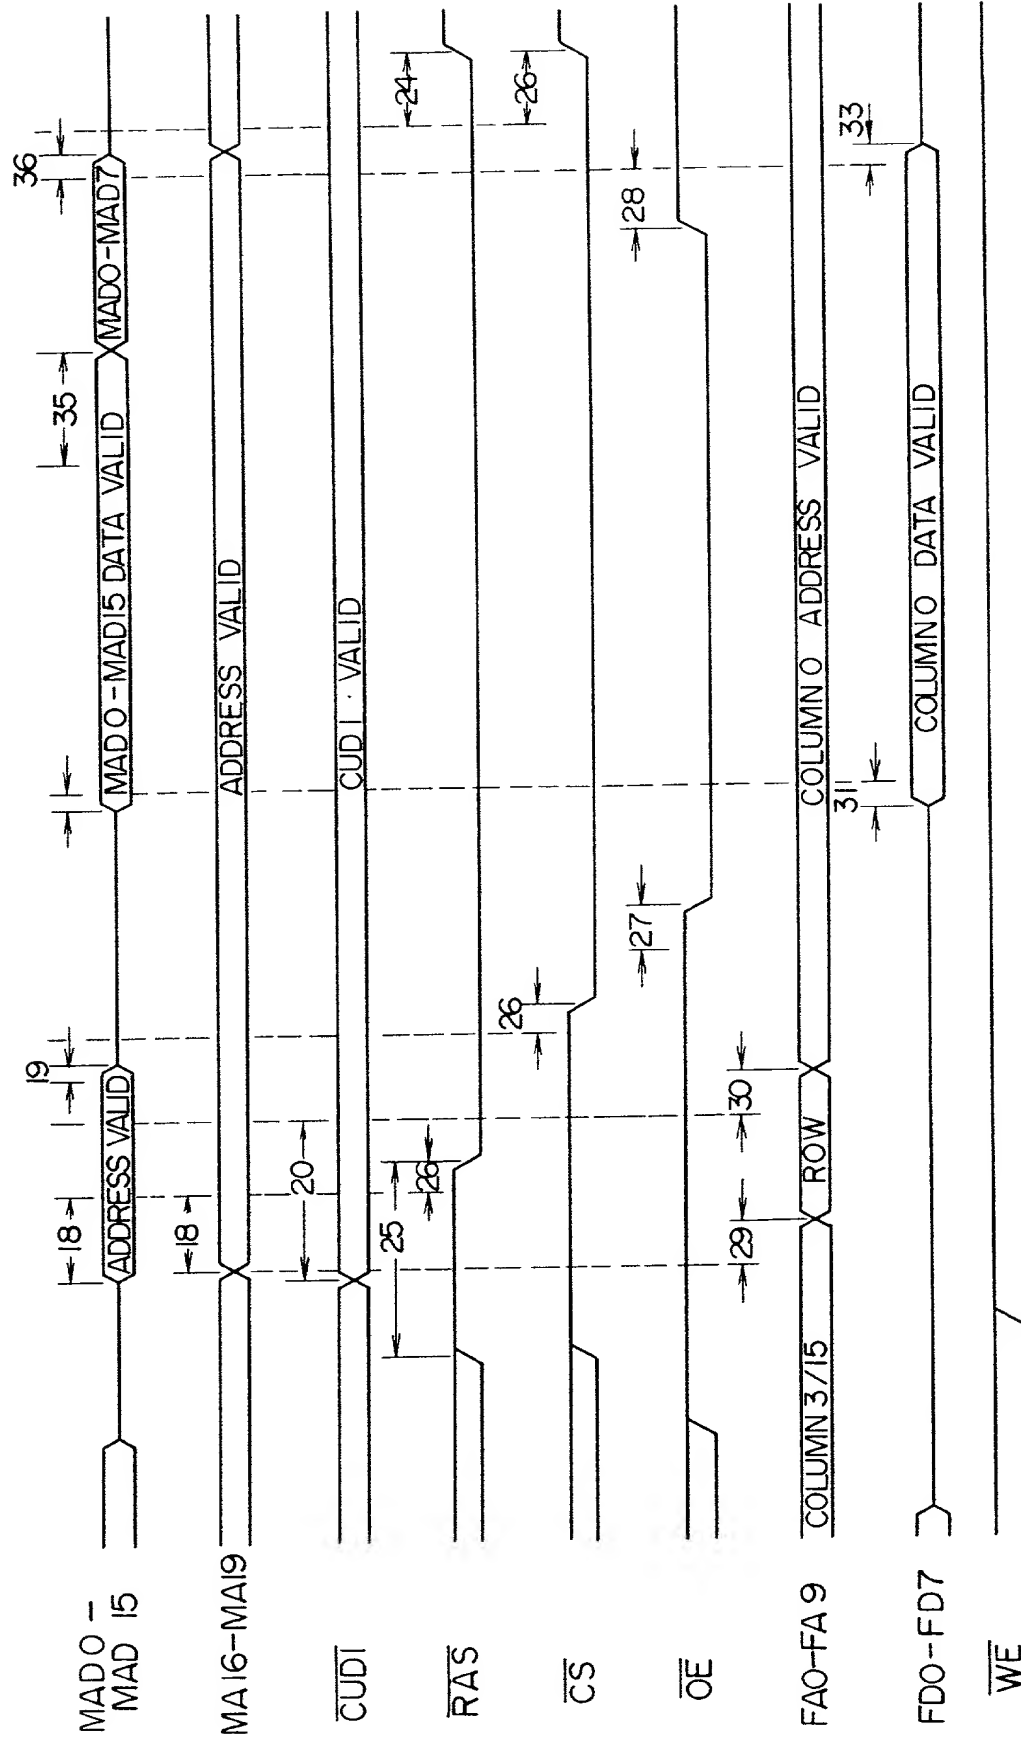 MAD0-
MAD 15
ADDRESS VALID
MAD0-MAD15 DATA VALID
MAD0-MAD7
18
19
35
36
MA16-MA19
18
ADDRESS VALID
CUDI
20
CUDI · VALID
RAS
25
26
24
CS
26
26
OE
27
28
29
30
FA0-FA9
COLUMN 3/15
ROW
COLUMN 0 ADDRESS VALID
31
33
FD0-FD7
COLUMN 0 DATA VALID
WE